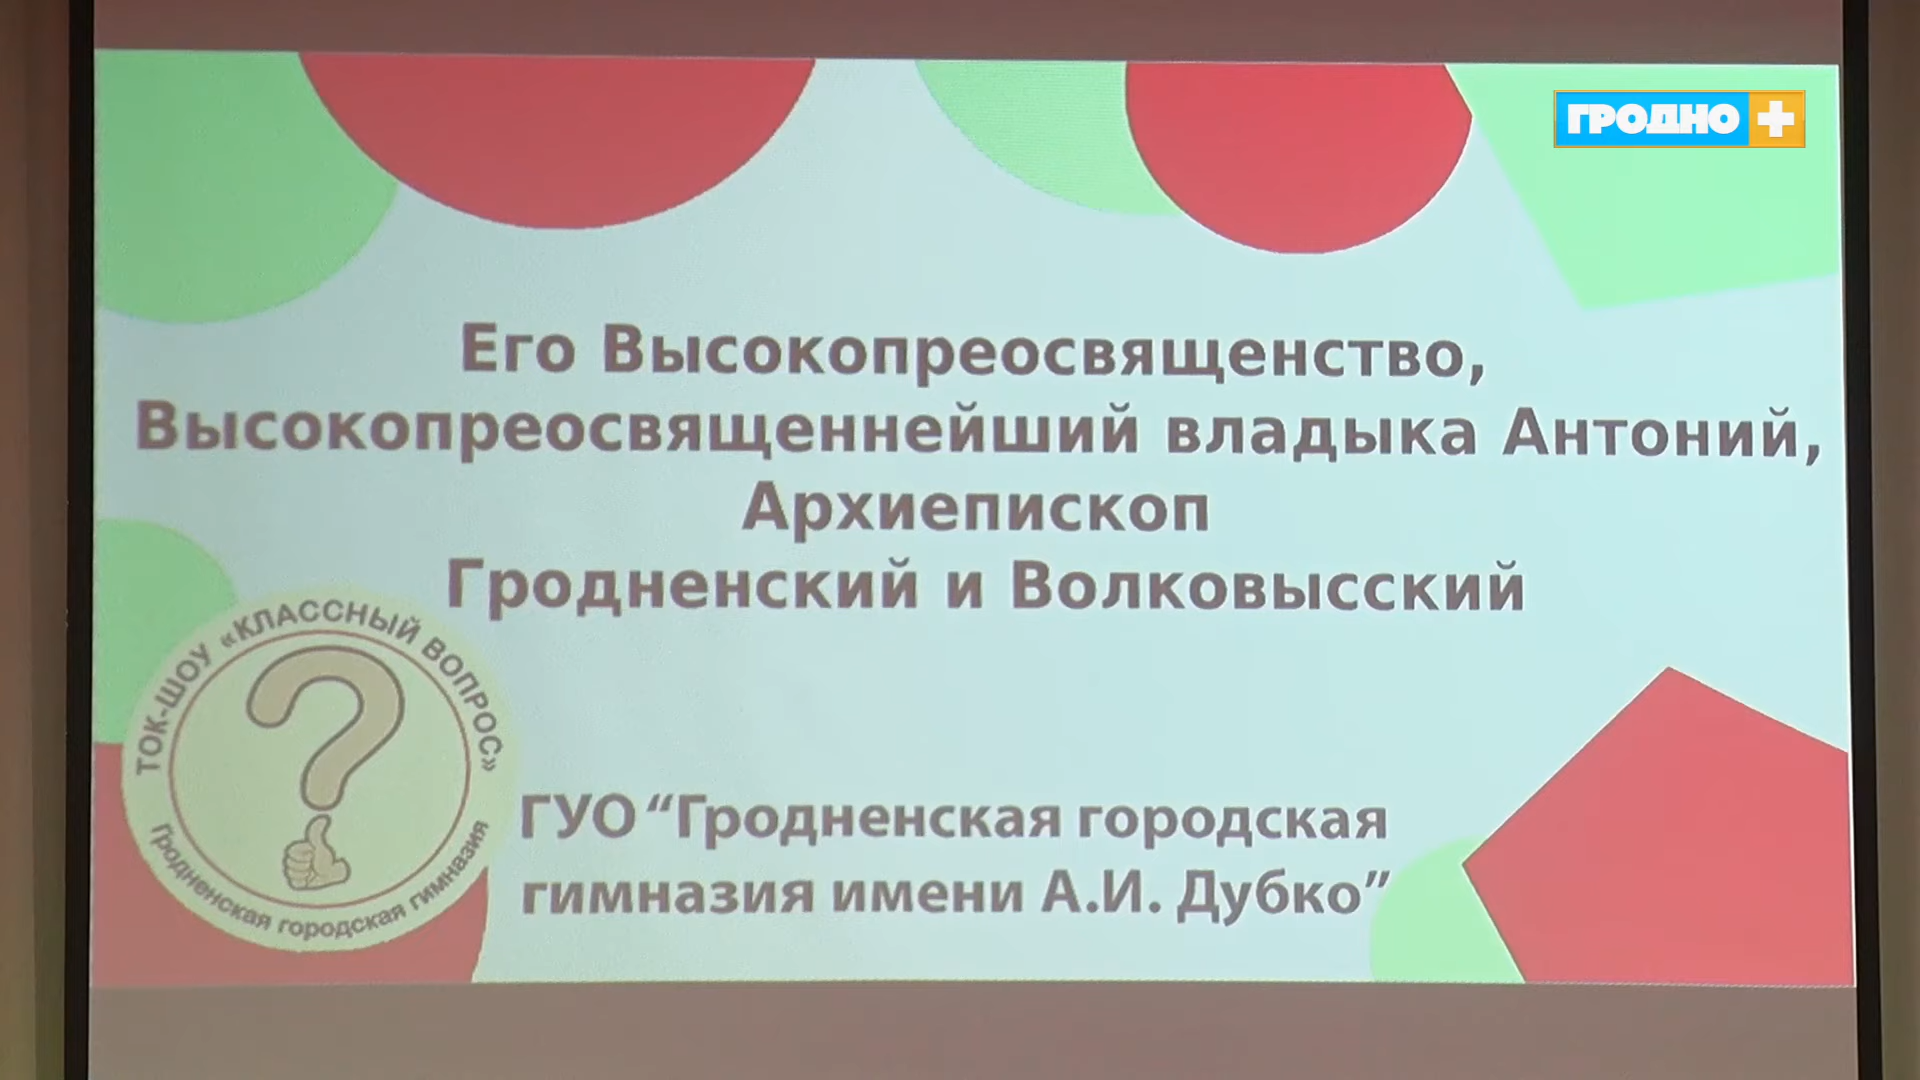 ГРОДНО +
Его Высокопреосвященство,
Высокопреосвященнейший владыка Антоний,
Архиепископ
Гродненский и Волковысский
ТОК-ШОУ «КЛАССНЫЙ ВОПРОС»
Гродненская городская гимназия
ГУО “Гродненская городская
гимназия имени А.И. Дубко”